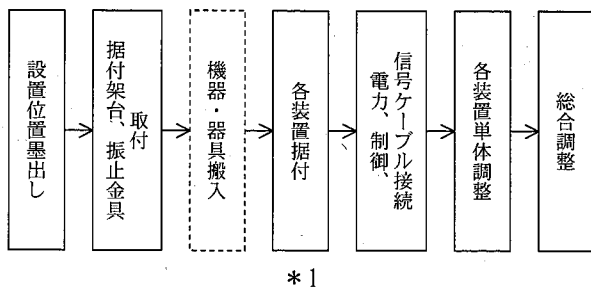 設置位置墨出し
据付架台、振止金具
取付
機器・器具搬入
各装置据付
電力、制御、
信号ケーブル接続
各装置単体調整
総合調整
*1